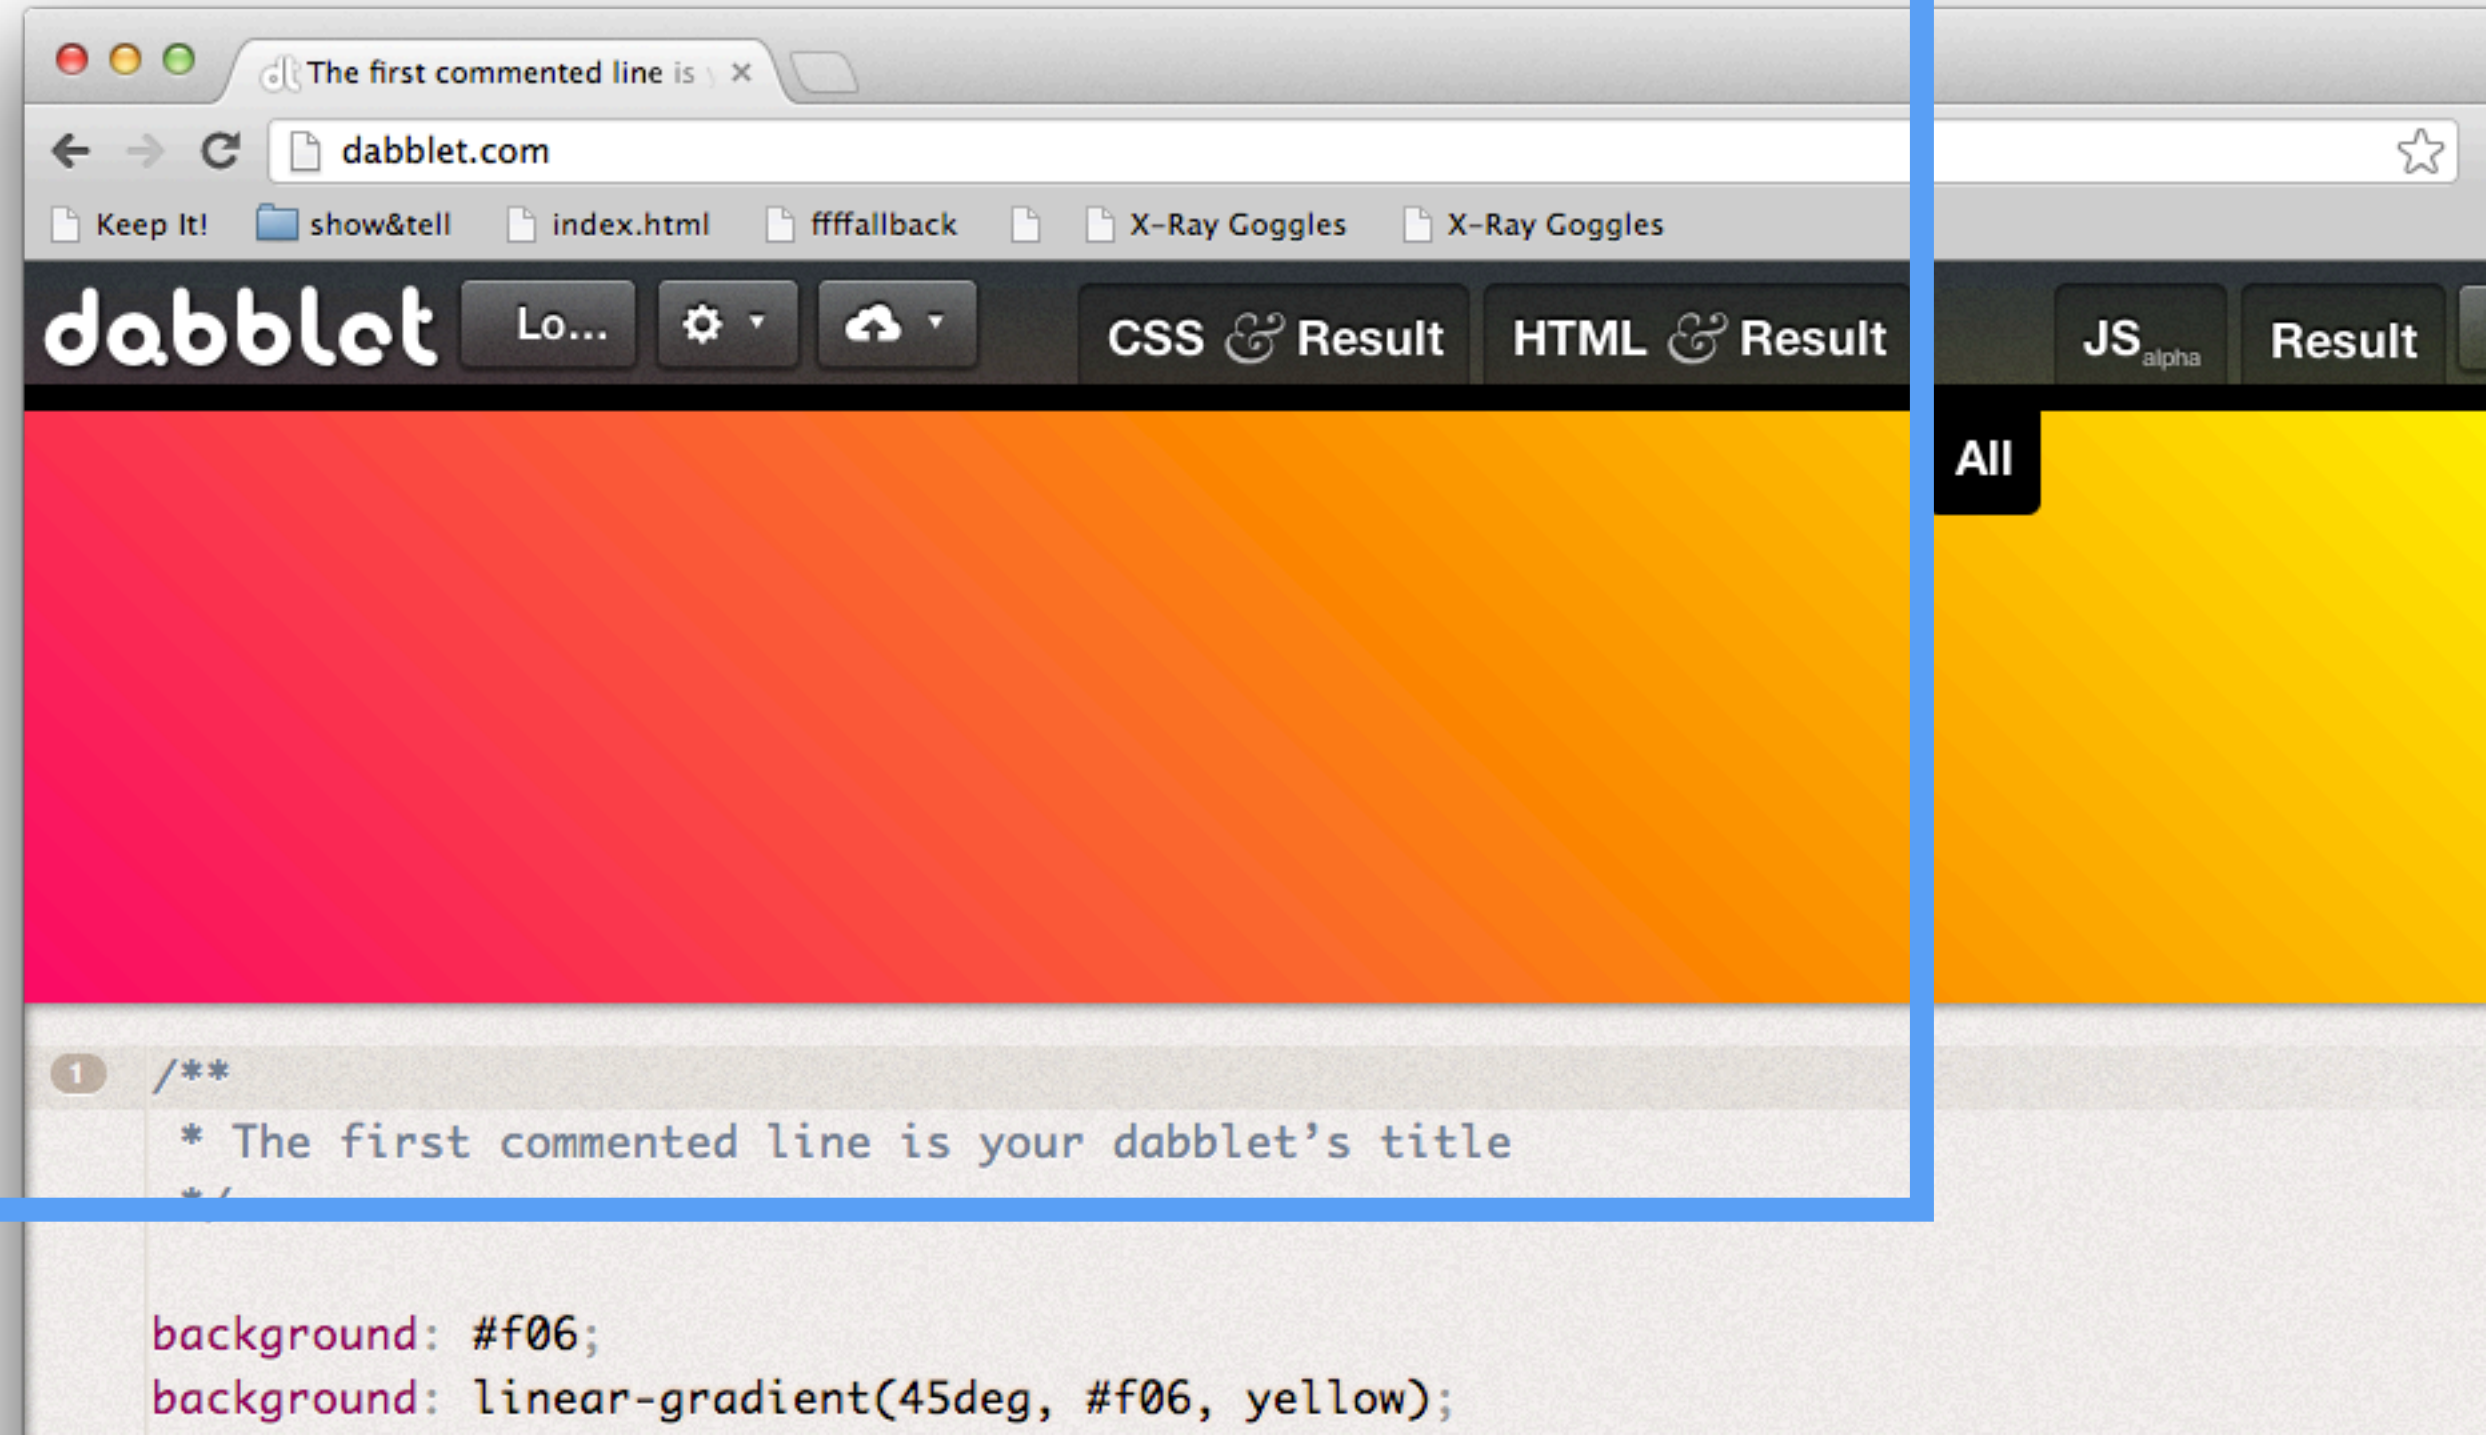 The first commented line is
dabblet.com
Keep It! show&tell index.html ffffallback X-Ray Goggles X-Ray Goggles
dabblet Lo... CSS & Result HTML & Result JS alpha Result
All
1 /**
* The first commented line is your dabblet’s title
*/
background: #f06;
background: linear-gradient(45deg, #f06, yellow);